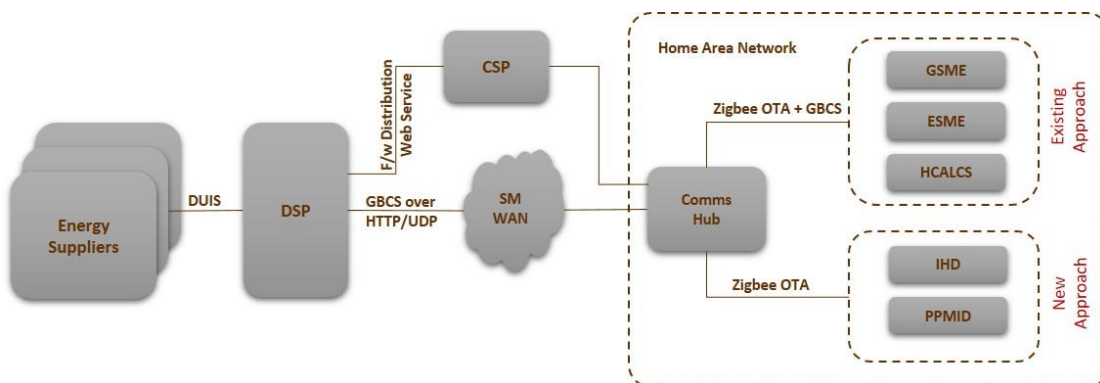 Energy
Suppliers
DUIS
DSP
F/w Distribution
Web Service
GBCS over
HTTP/UDP
CSP
SM
WAN
Home Area Network
Comms
Hub
Zigbee OTA + GBCS
GSME
ESME
HCALCS
Existing
Approach
Zigbee OTA
IHD
PPMID
New
Approach